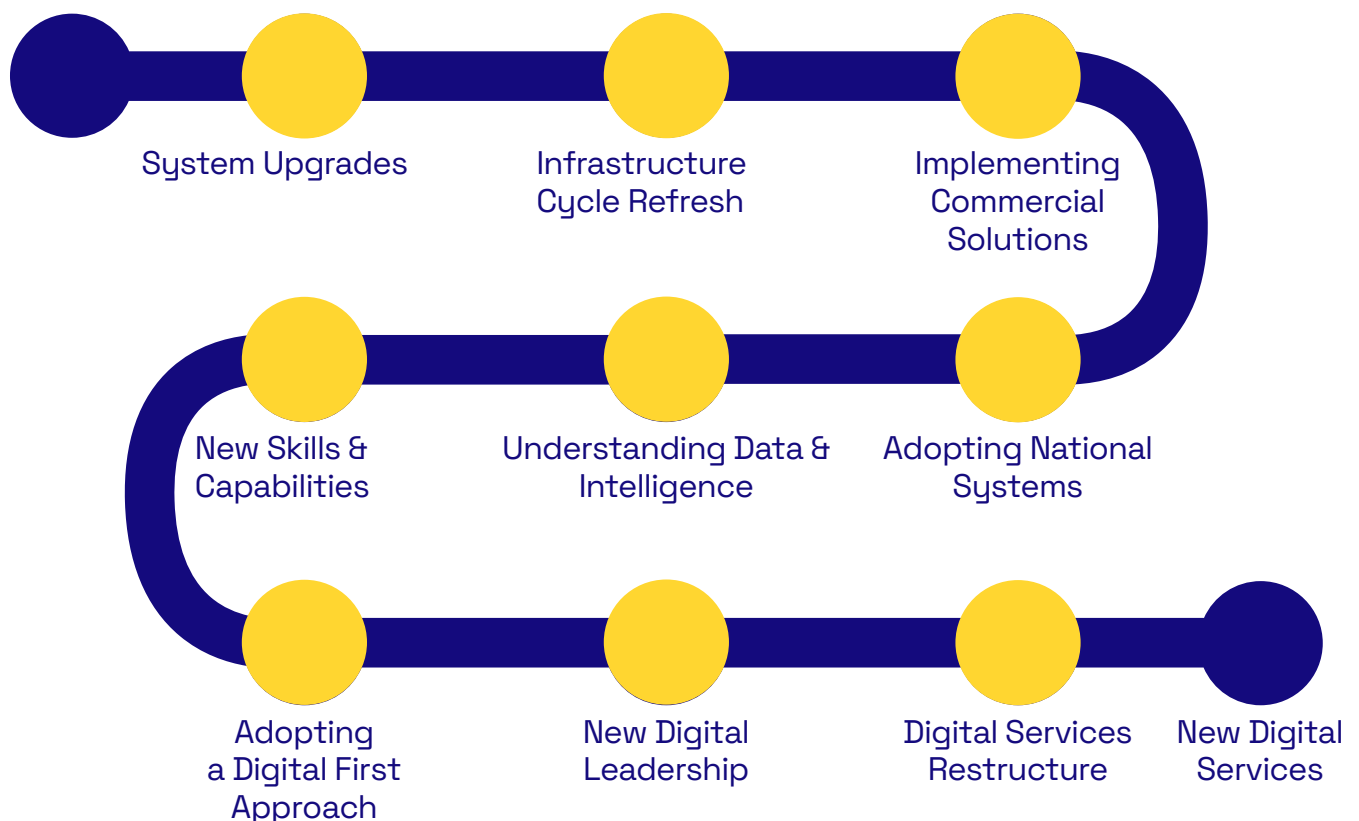 System Upgrades
Infrastructure
Cycle Refresh
Implementing
Commercial
Solutions
New Skills &
Capabilities
Understanding Data &
Intelligence
Adopting National
Systems
Adopting
a Digital First
Approach
New Digital
Leadership
Digital Services
Restructure
New Digital
Services